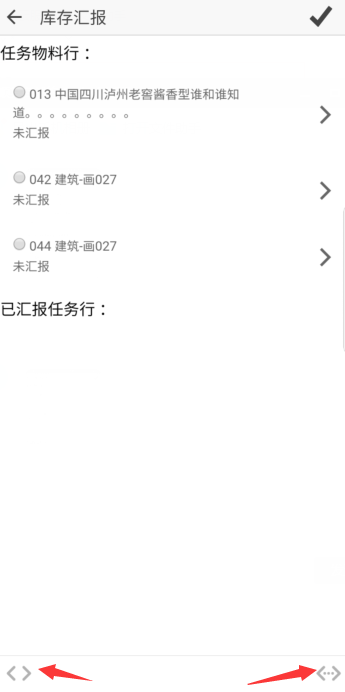 库存汇报
任务物料行：
013 中国四川泸州老窖酱香型谁和谁知
道。。。。。。。。。
未汇报
042 建筑-画027
未汇报
044 建筑-画027
未汇报
已汇报任务行：